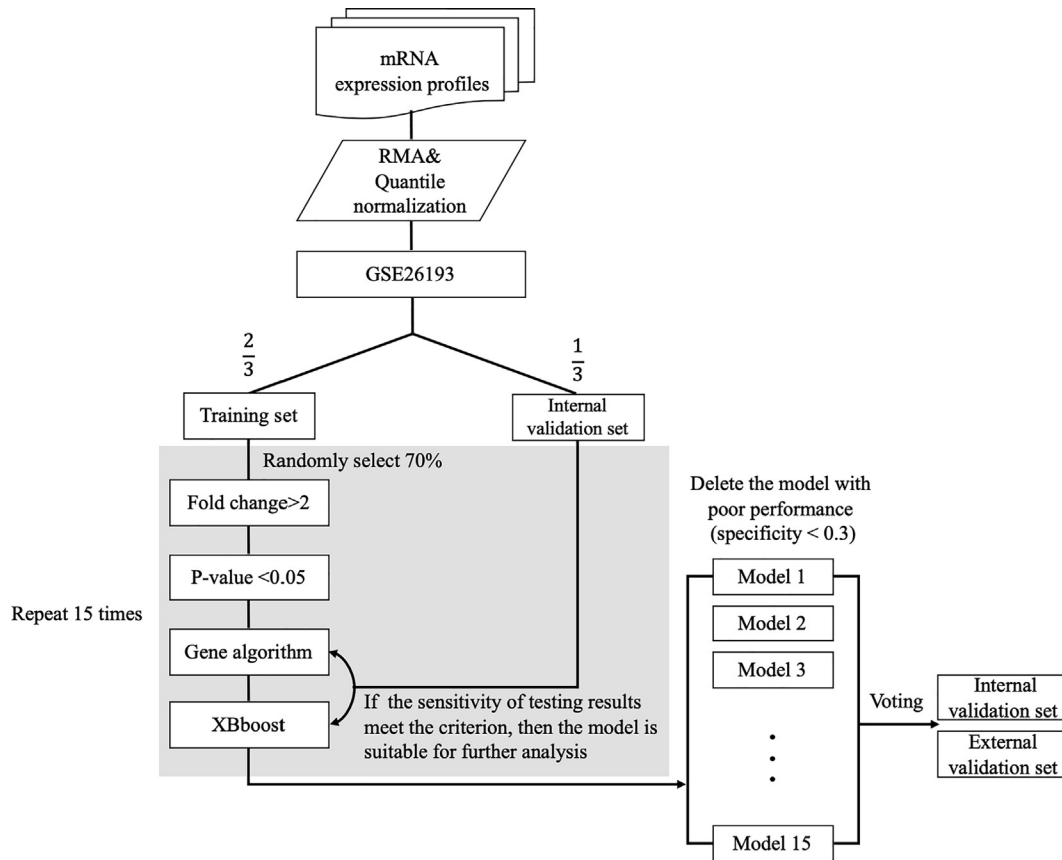 mRNA
expression profiles
RMA&
Quantile
normalization
GSE26193
2
3
1
3
Training set
Internal
validation set
Randomly select 70%
Fold change>2
P-value <0.05
Repeat 15 times
Gene algorithm
XBboost
If the sensitivity of testing results
meet the criterion, then the model is
suitable for further analysis
Delete the model with
poor performance
(specificity < 0.3)
Model 1
Model 2
Model 3
Model 15
Voting
Internal
validation set
External
validation set